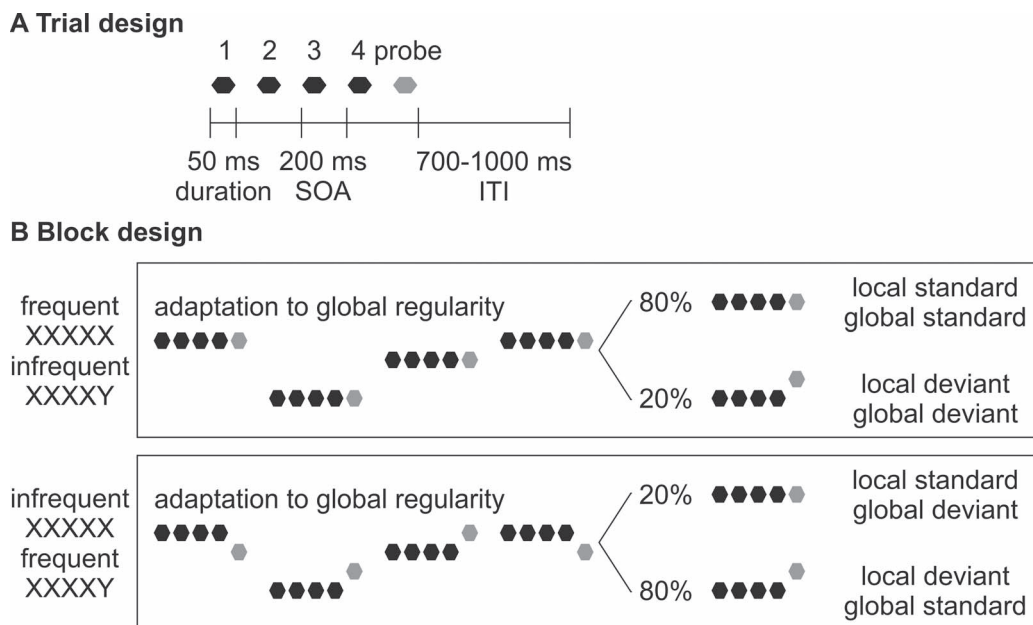 A Trial design
1 2 3 4 probe
50 ms 200 ms 700-1000 ms
duration SOA ITI
B Block design
frequent
XXXXX
infrequent
XXXXY
adaptation to global regularity
80%
local standard
global standard
20%
local deviant
global deviant
infrequent
XXXXX
frequent
XXXXY
adaptation to global regularity
20%
local standard
global deviant
80%
local deviant
global standard